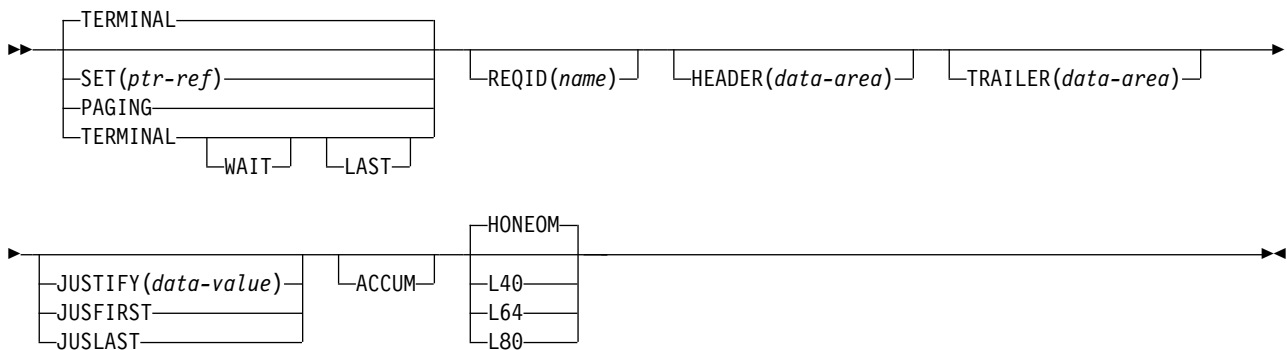 TERMINAL
SET(ptr-ref)
PAGING
TERMINAL
WAIT
LAST
REQID(name)
HEADER(data-area)
TRAILER(data-area)
JUSTIFY(data-value)
JUSFIRST
JUSLAST
ACCUM
HONEOM
L40
L64
L80